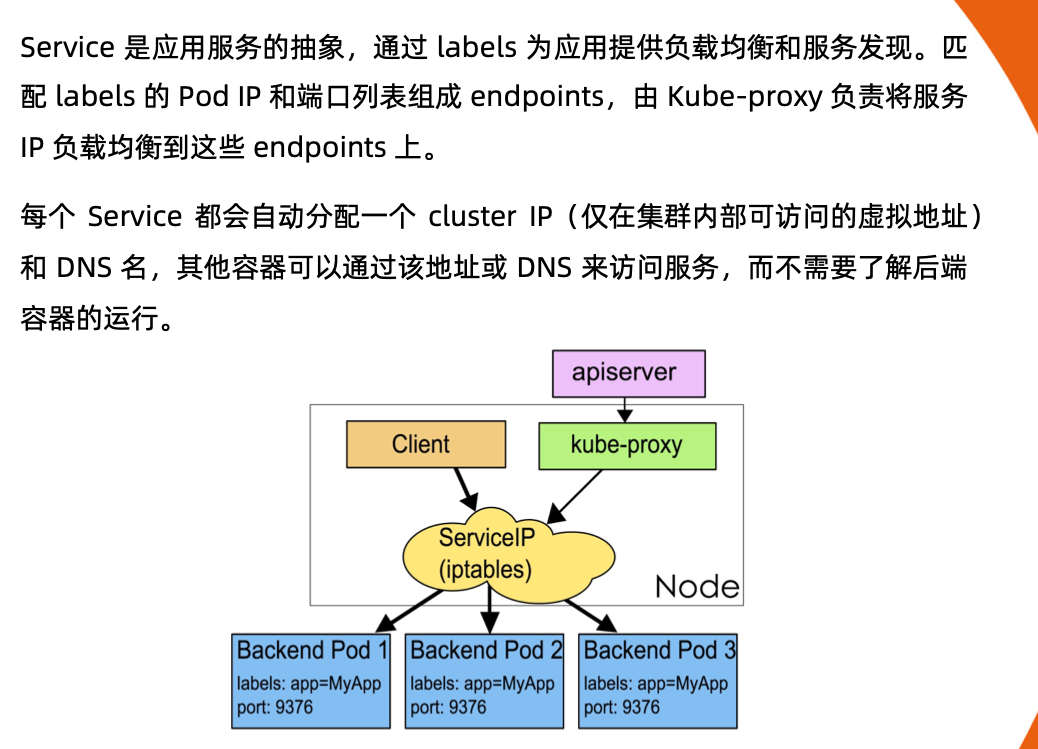 Service 是应用服务的抽象，通过 labels 为应用提供负载均衡和服务发现。匹
配 labels 的 Pod IP 和端口列表组成 endpoints，由 Kube-proxy 负责将服务
IP 负载均衡到这些 endpoints 上。
每个 Service 都会自动分配一个 cluster IP（仅在集群内部可访问的虚拟地址）
和 DNS 名，其他容器可以通过该地址或 DNS 来访问服务，而不需要了解后端
容器的运行。
apiserver
Client
kube-proxy
ServiceIP
(iptables)
Node
Backend Pod 1
labels: app=MyApp
port: 9376
Backend Pod 2
labels: app=MyApp
port: 9376
Backend Pod 3
labels: app=MyApp
port: 9376